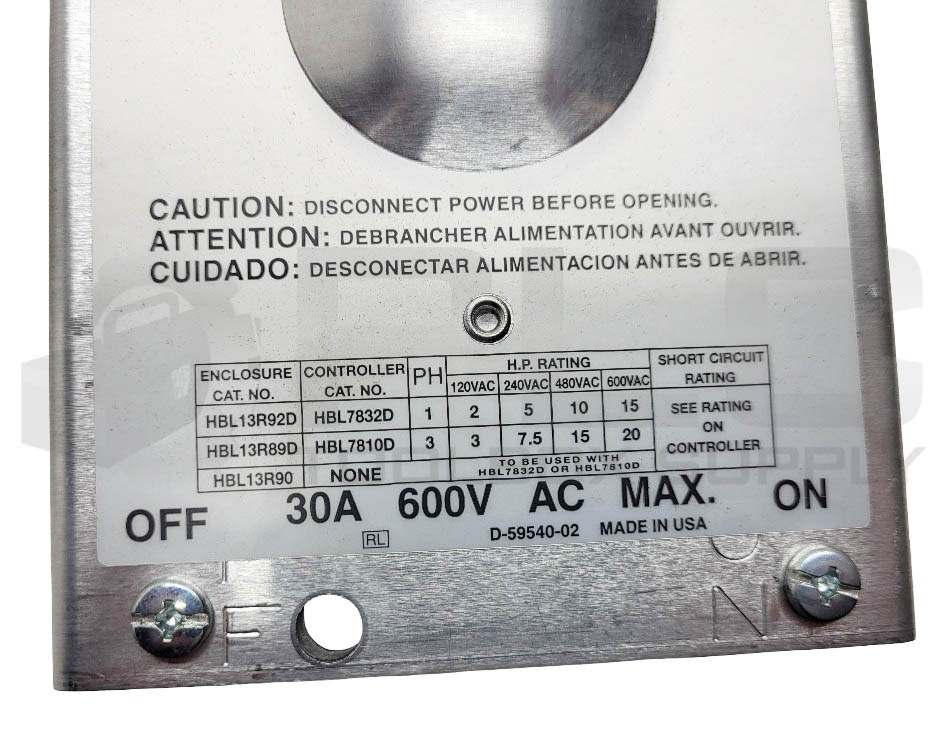 CAUTION: DISCONNECT POWER BEFORE OPENING.
ATTENTION: DEBRANCHER ALIMENTATION AVANT OUVRIR.
CUIDADO: DESCONECTAR ALIMENTACION ANTES DE ABRIR.
ENCLOSURE CAT. NO. CONTROLLER CAT. NO. PH H.P. RATING SHORT CIRCUIT RATING
120VAC 240VAC 480VAC 600VAC
HBL13R92D HBL7832D 1 2 5 10 15 SEE RATING ON CONTROLLER
HBL13R89D HBL7810D 3 3 7.5 15 20
HBL13R90 NONE TO BE USED WITH HBL7832D OR HBL7810D
OFF 30A 600V AC MAX. ON
RL D-59540-02 MADE IN USA